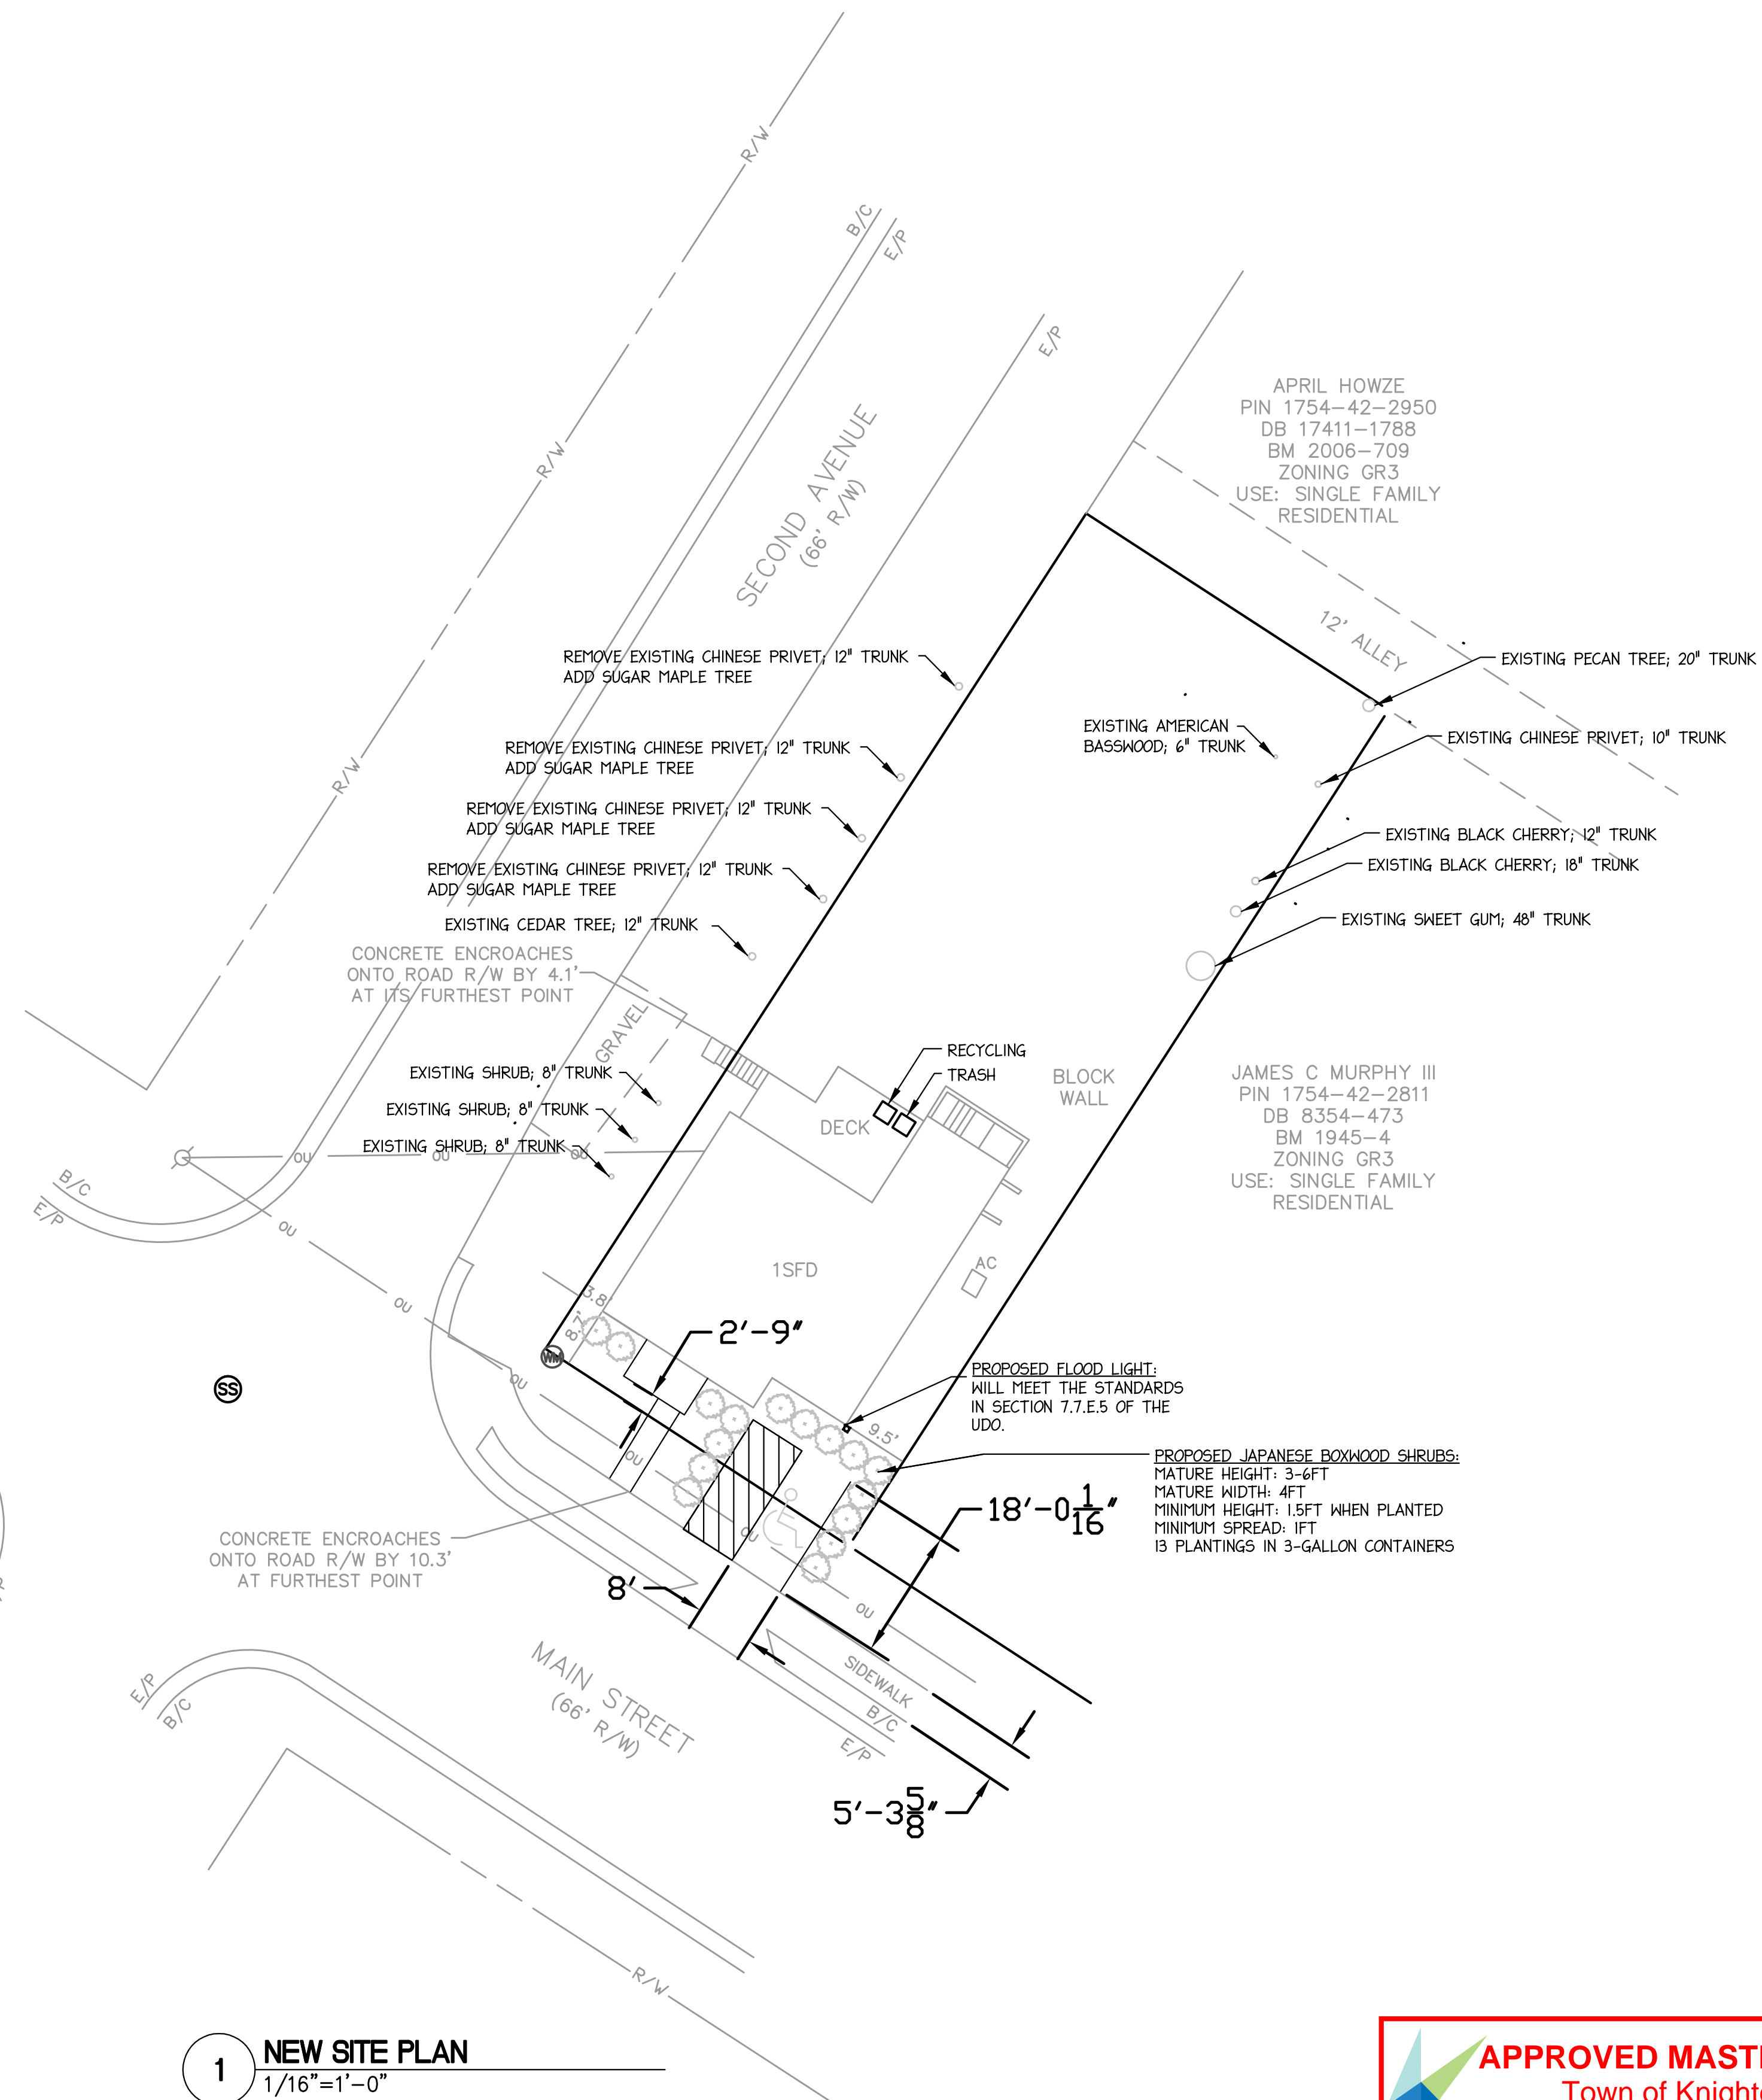 R/W
B/C
E/P
E/P
APRIL HOWZE
PIN 1754-42-2950
DB 17411-1788
BM 2006-709
ZONING GR3
USE: SINGLE FAMILY
RESIDENTIAL
R/W
SECOND AVENUE
(66' R/W)
12' ALLEY
REMOVE EXISTING CHINESE PRIVET; 12" TRUNK
ADD SUGAR MAPLE TREE
EXISTING PECAN TREE; 20" TRUNK
EXISTING AMERICAN
BASSWOOD; 6" TRUNK
EXISTING CHINESE PRIVET; 10" TRUNK
REMOVE EXISTING CHINESE PRIVET; 12" TRUNK
ADD SUGAR MAPLE TREE
R/W
REMOVE EXISTING CHINESE PRIVET; 12" TRUNK
ADD SUGAR MAPLE TREE
EXISTING BLACK CHERRY; 12" TRUNK
EXISTING BLACK CHERRY; 18" TRUNK
REMOVE EXISTING CHINESE PRIVET; 12" TRUNK
ADD SUGAR MAPLE TREE
EXISTING SWEET GUM; 48" TRUNK
EXISTING CEDAR TREE; 12" TRUNK
CONCRETE ENCROACHES
ONTO ROAD R/W BY 4.1'
AT ITS FURTHEST POINT
GRAVEL
RECYCLING
TRASH
DECK
BLOCK
WALL
JAMES C MURPHY III
PIN 1754-42-2811
DB 8354-473
BM 1945-4
ZONING GR3
USE: SINGLE FAMILY
RESIDENTIAL
EXISTING SHRUB; 8" TRUNK
EXISTING SHRUB; 8" TRUNK
EXISTING SHRUB; 8" TRUNK
OU
OU
OU
B/C
E/P
OU
OU
1SFD
AC
3.8'
8.7'
WM
2'-9"
SS
OU
PROPOSED FLOOD LIGHT:
WILL MEET THE STANDARDS
IN SECTION 7.7.E.5 OF THE
UDO.
9.5'
OU
PROPOSED JAPANESE BOXWOOD SHRUBS:
MATURE HEIGHT: 3-6FT
MATURE WIDTH: 4FT
MINIMUM HEIGHT: 1.5FT WHEN PLANTED
MINIMUM SPREAD: 1FT
13 PLANTINGS IN 3-GALLON CONTAINERS
18'-0 1/16"
OU
CONCRETE ENCROACHES
ONTO ROAD R/W BY 10.3'
AT FURTHEST POINT
8'
OU
MAIN STREET
(66' R/W)
SIDEWALK
B/C
E/P
E/P
B/C
5'-3 5/8"
R/W
1
NEW SITE PLAN
1/16"=1'-0"
APPROVED MAST
Town of Knight